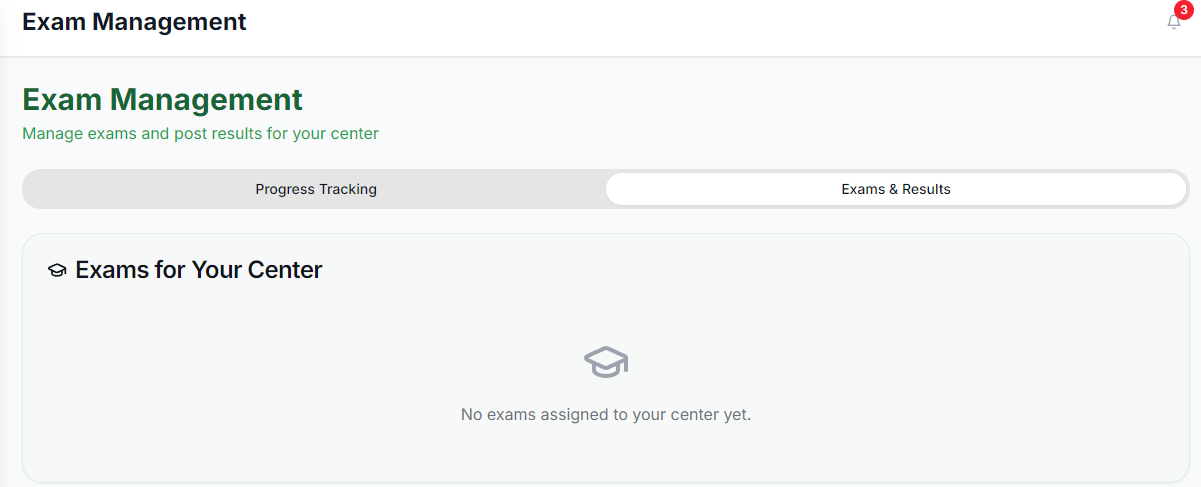 Exam Management
3
Exam Management
Manage exams and post results for your center
Progress Tracking
Exams & Results
Exams for Your Center
No exams assigned to your center yet.